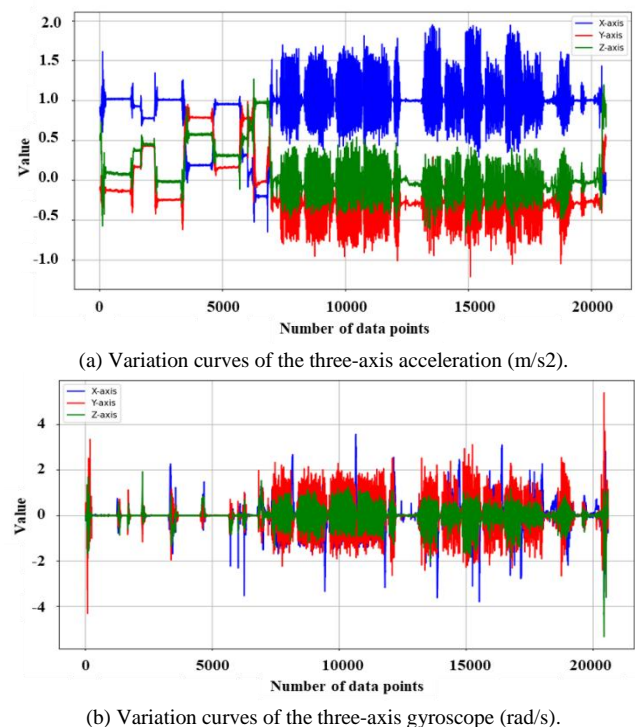 2.0
1.5
1.0
0.5
0.0
-0.5
-1.0
Value
X-axis
Y-axis
Z-axis
0 5000 10000 15000 20000
Number of data points
(a) Variation curves of the three-axis acceleration (m/s2).
4
2
0
-2
-4
Value
X-axis
Y-axis
Z-axis
0 5000 10000 15000 20000
Number of data points
(b) Variation curves of the three-axis gyroscope (rad/s).